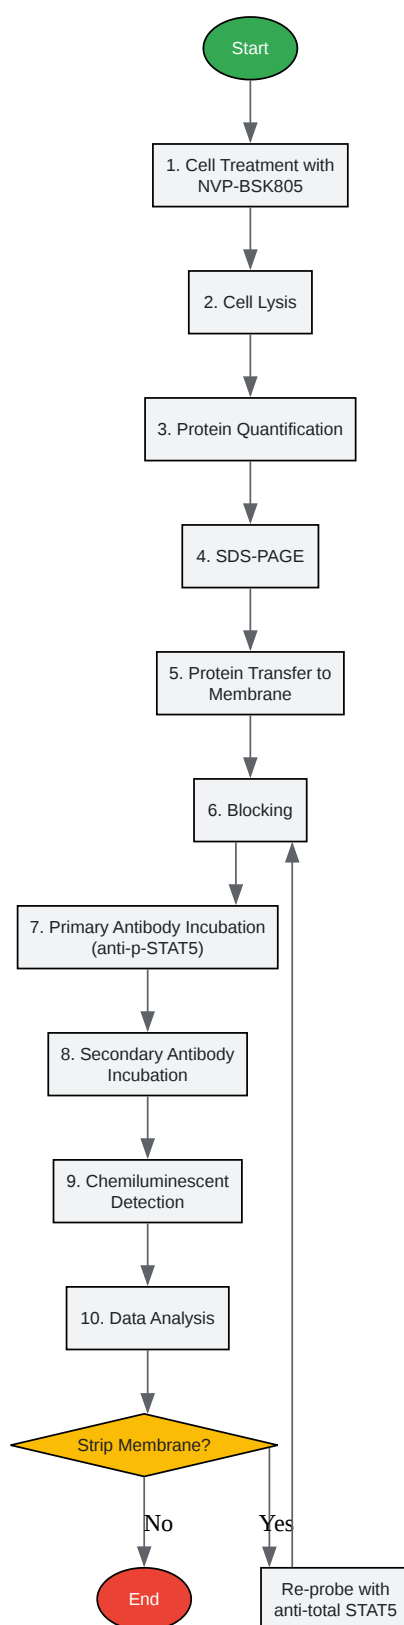 Start
1. Cell Treatment with
NVP-BSK805
2. Cell Lysis
3. Protein Quantification
4. SDS-PAGE
5. Protein Transfer to
Membrane
6. Blocking
7. Primary Antibody Incubation
(anti-p-STAT5)
8. Secondary Antibody
Incubation
9. Chemiluminescent
Detection
10. Data Analysis
Strip Membrane?
No
Yes
End
Re-probe with
anti-total STAT5